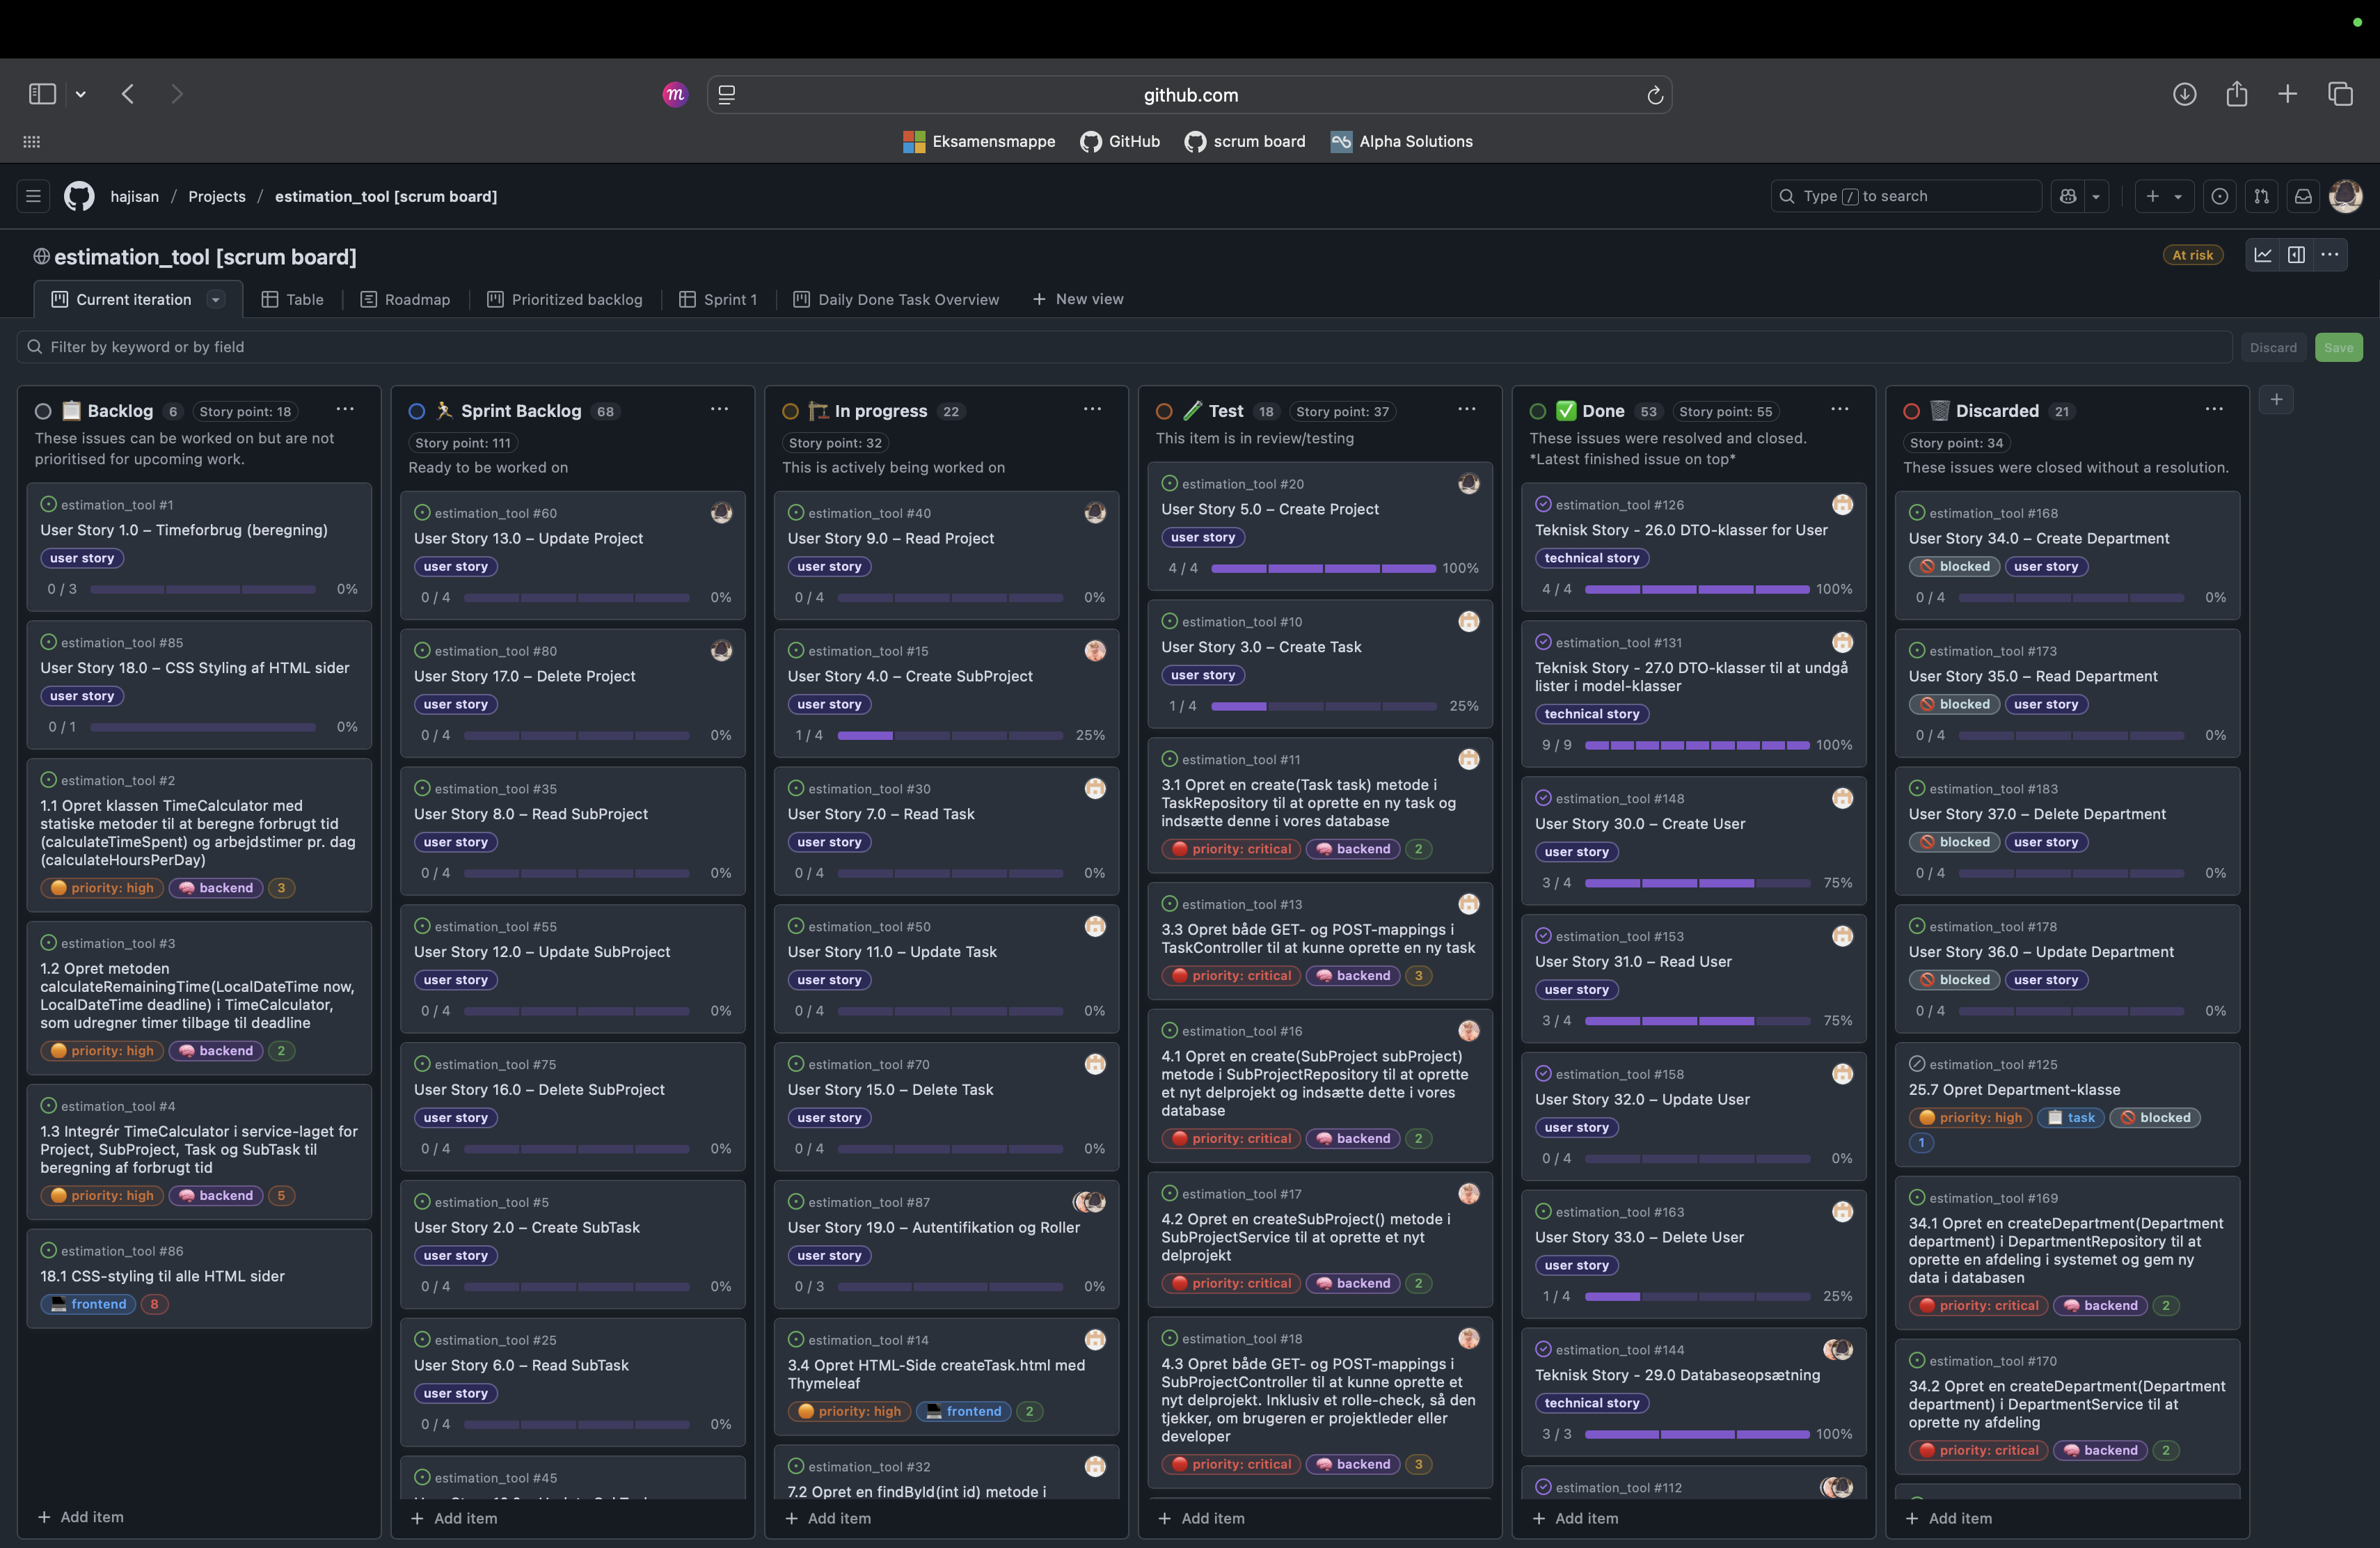 github.com
Eksamensmappe
GitHub
scrum board
Alpha Solutions
hajisan / Projects / estimation_tool [scrum board]
Type / to search
estimation_tool [scrum board]
At risk
Current iteration
Table
Roadmap
Prioritized backlog
Sprint 1
Daily Done Task Overview
+ New view
Filter by keyword or by field
Discard
Save
Backlog 6 Story point: 18
These issues can be worked on but are not
prioritised for upcoming work.
estimation_tool #1
User Story 1.0 – Timeforbrug (beregning)
user story
0 / 3 0%
estimation_tool #85
User Story 18.0 – CSS Styling af HTML sider
user story
0 / 1 0%
estimation_tool #2
1.1 Opret klassen TimeCalculator med
statiske metoder til at beregne forbrugt tid
(calculateTimeSpent) og arbejdstimer pr. dag
(calculateHoursPerDay)
priority: high backend 3
estimation_tool #3
1.2 Opret metoden
calculateRemainingTime(LocalDateTime now,
LocalDateTime deadline) i TimeCalculator,
som udregner timer tilbage til deadline
priority: high backend 2
estimation_tool #4
1.3 Integrér TimeCalculator i service-laget for
Project, SubProject, Task og SubTask til
beregning af forbrugt tid
priority: high backend 5
estimation_tool #86
18.1 CSS-styling til alle HTML sider
frontend 8
+ Add item
Sprint Backlog 68
Story point: 111
Ready to be worked on
estimation_tool #60
User Story 13.0 – Update Project
user story
0 / 4 0%
estimation_tool #80
User Story 17.0 – Delete Project
user story
0 / 4 0%
estimation_tool #35
User Story 8.0 – Read SubProject
user story
0 / 4 0%
estimation_tool #55
User Story 12.0 – Update SubProject
user story
0 / 4 0%
estimation_tool #75
User Story 16.0 – Delete SubProject
user story
0 / 4 0%
estimation_tool #5
User Story 2.0 – Create SubTask
user story
0 / 4 0%
estimation_tool #25
User Story 6.0 – Read SubTask
user story
0 / 4 0%
estimation_tool #45
+ Add item
In progress 22
Story point: 32
This is actively being worked on
estimation_tool #40
User Story 9.0 – Read Project
user story
0 / 4 0%
estimation_tool #15
User Story 4.0 – Create SubProject
user story
1 / 4 25%
estimation_tool #30
User Story 7.0 – Read Task
user story
0 / 4 0%
estimation_tool #50
User Story 11.0 – Update Task
user story
0 / 4 0%
estimation_tool #70
User Story 15.0 – Delete Task
user story
0 / 4 0%
estimation_tool #87
User Story 19.0 – Autentifikation og Roller
user story
0 / 3 0%
estimation_tool #14
3.4 Opret HTML-Side createTask.html med
Thymeleaf
priority: high frontend 2
estimation_tool #32
7.2 Opret en findById(int id) metode i
+ Add item
Test 18 Story point: 37
This item is in review/testing
estimation_tool #20
User Story 5.0 – Create Project
user story
4 / 4 100%
estimation_tool #10
User Story 3.0 – Create Task
user story
1 / 4 25%
estimation_tool #11
3.1 Opret en create(Task task) metode i
TaskRepository til at oprette en ny task og
indsætte denne i vores database
priority: critical backend 2
estimation_tool #13
3.3 Opret både GET- og POST-mappings i
TaskController til at kunne oprette en ny task
priority: critical backend 3
estimation_tool #16
4.1 Opret en create(SubProject subProject)
metode i SubProjectRepository til at oprette
et nyt delprojekt og indsætte dette i vores
database
priority: critical backend 2
estimation_tool #17
4.2 Opret en createSubProject() metode i
SubProjectService til at oprette et nyt
delprojekt
priority: critical backend 2
estimation_tool #18
4.3 Opret både GET- og POST-mappings i
SubProjectController til at kunne oprette et
nyt delprojekt. Inklusiv et rolle-check, så den
tjekker, om brugeren er projektleder eller
developer
priority: critical backend 3
+ Add item
Done 53 Story point: 55
These issues were resolved and closed.
*Latest finished issue on top*
estimation_tool #126
Teknisk Story - 26.0 DTO-klasser for User
technical story
4 / 4 100%
estimation_tool #131
Teknisk Story - 27.0 DTO-klasser til at undgå
lister i model-klasser
technical story
9 / 9 100%
estimation_tool #148
User Story 30.0 – Create User
user story
3 / 4 75%
estimation_tool #153
User Story 31.0 – Read User
user story
3 / 4 75%
estimation_tool #158
User Story 32.0 – Update User
user story
0 / 4 0%
estimation_tool #163
User Story 33.0 – Delete User
user story
1 / 4 25%
estimation_tool #144
Teknisk Story - 29.0 Databaseopsætning
technical story
3 / 3 100%
estimation_tool #112
+ Add item
Discarded 21
Story point: 34
These issues were closed without a resolution.
estimation_tool #168
User Story 34.0 – Create Department
blocked user story
0 / 4 0%
estimation_tool #173
User Story 35.0 – Read Department
blocked user story
0 / 4 0%
estimation_tool #183
User Story 37.0 – Delete Department
blocked user story
0 / 4 0%
estimation_tool #178
User Story 36.0 – Update Department
blocked user story
0 / 4 0%
estimation_tool #125
25.7 Opret Department-klasse
priority: high task blocked
1
estimation_tool #169
34.1 Opret en createDepartment(Department
department) i DepartmentRepository til at
oprette en afdeling i systemet og gem ny
data i databasen
priority: critical backend 2
estimation_tool #170
34.2 Opret en createDepartment(Department
department) i DepartmentService til at
oprette ny afdeling
priority: critical backend 2
+ Add item